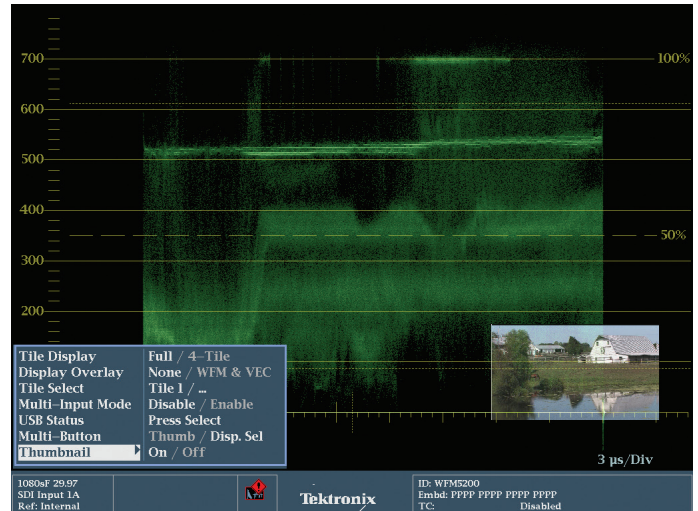 700
100%
600
500
400
50%
300
200
Tile Display Full / 4-Tile
Display Overlay None / WFM & VEC
Tile Select Tile 1 / ...
Multi-Input Mode Disable / Enable
USB Status Press Select
Multi-Button Thumb / Disp. Sel
Thumbnail On / Off
3 µs/Div
1080sF 29.97
SDI Input 1A
Ref: Internal
Tektronix
ID: WFM5200
Embd: PPPP PPPP PPPP PPPP
TC: Disabled